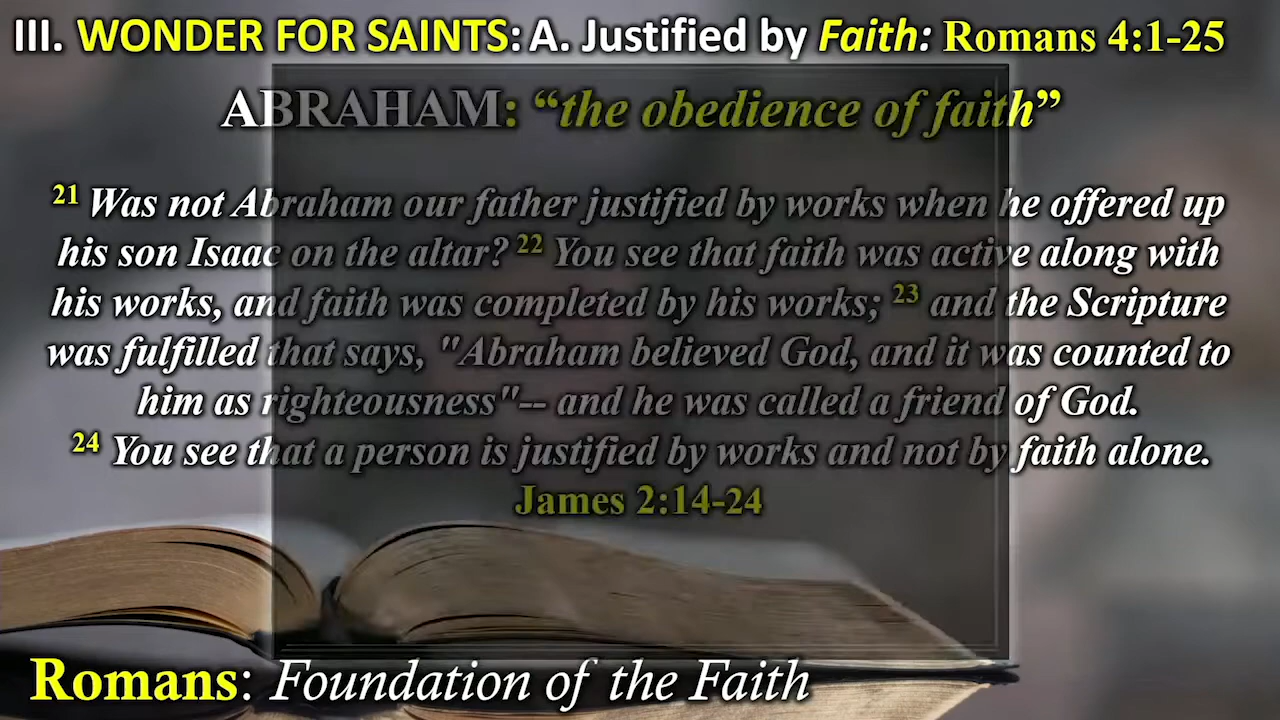 III. WONDER FOR SAINTS: A. Justified by Faith: Romans 4:1-25
ABRAHAM: “the obedience of faith”
21 Was not Abraham our father justified by works when he offered up
his son Isaac on the altar? 22 You see that faith was active along with
his works, and faith was completed by his works; 23 and the Scripture
was fulfilled that says, "Abraham believed God, and it was counted to
him as righteousness"-- and he was called a friend of God.
24 You see that a person is justified by works and not by faith alone.
James 2:14-24
Romans: Foundation of the Faith